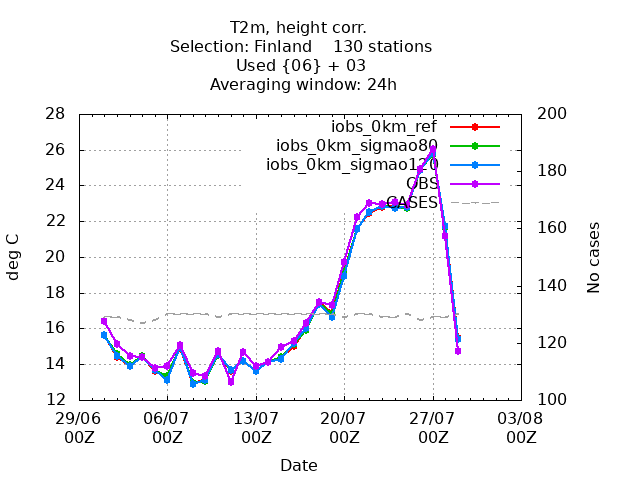 T2m, height corr.
Selection: Finland 130 stations
Used {06} + 03
Averaging window: 24h
iobs_0km_ref
iobs_0km_sigmao80
iobs_0km_sigmao120
OBS
CASES
28
26
24
22
20
18
16
14
12
deg C
200
180
160
140
120
100
No cases
29/06 06/07 13/07 20/07 27/07 03/08
00Z 00Z 00Z 00Z 00Z 00Z
Date